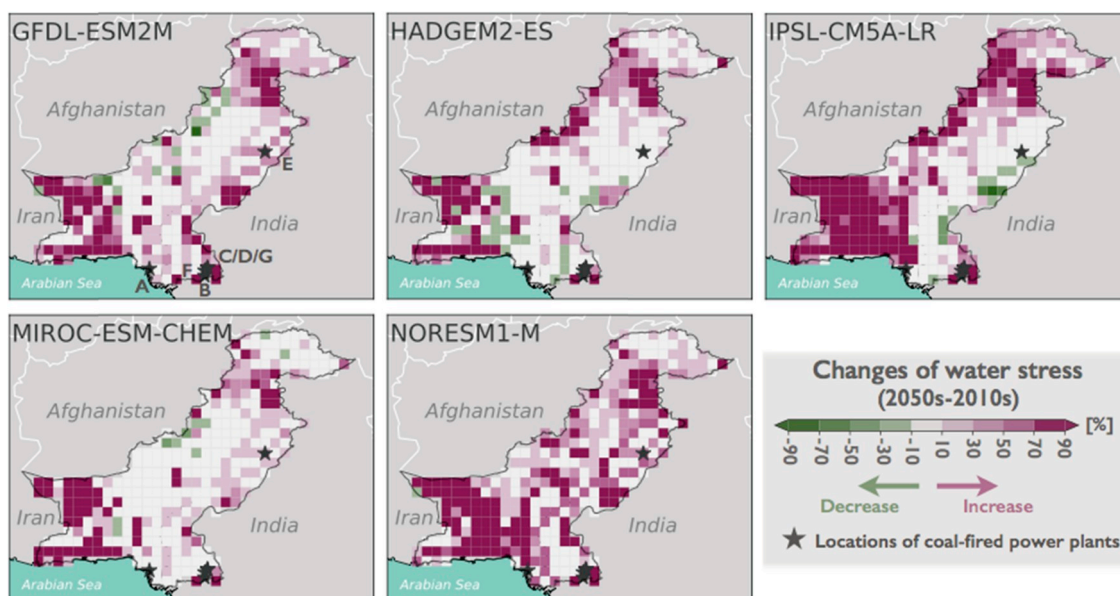 GFDL-ESM2M
Afghanistan
Iran
India
E
C/D/G
F
A
B
Arabian Sea
HADGEM2-ES
Afghanistan
Iran
India
Arabian Sea
IPSL-CM5A-LR
Afghanistan
Iran
India
Arabian Sea
MIROC-ESM-CHEM
Afghanistan
Iran
India
Arabian Sea
NORESM1-M
Afghanistan
Iran
India
Arabian Sea
Changes of water stress
(2050s-2010s)
[%]
-90 -70 -50 -30 -10 10 30 50 70 90
Decrease Increase
Locations of coal-fired power plants